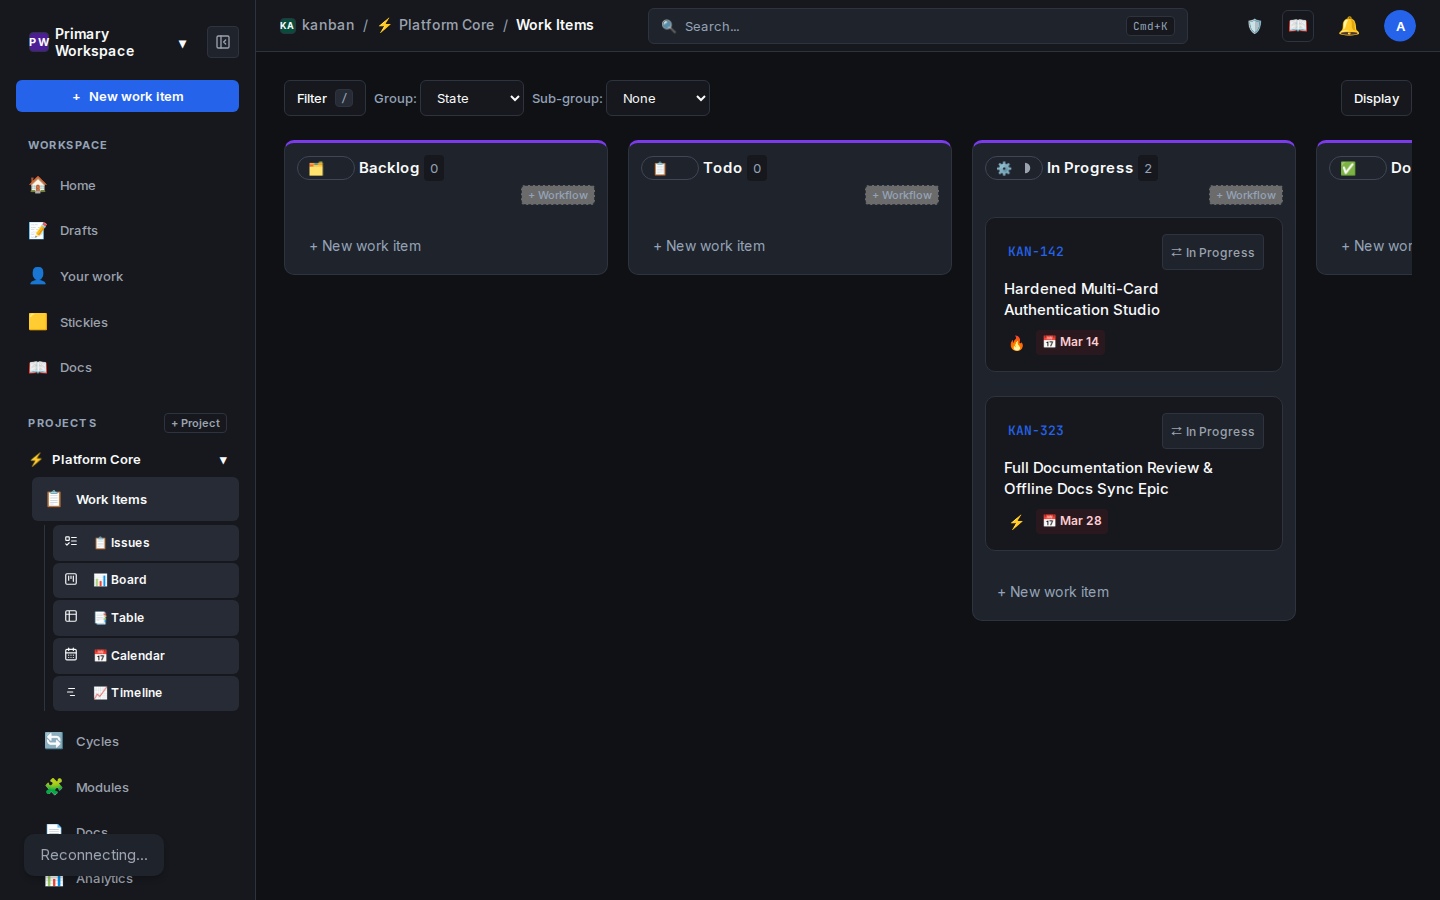 PW Primary Workspace ▾
+ New work item
WORKSPACE
Home
Drafts
Your work
Stickies
Docs
PROJECTS
+ Project
Platform Core ▾
Work Items
Issues
Board
Table
Calendar
Timeline
Cycles
Modules
Docs
Reconnecting...
Analytics
KA kanban / ⚡ Platform Core / Work Items
Search...
Cmd+K
A
Filter /
Group: State
Sub-group: None
Display
Backlog 0
+ Workflow
+ New work item
Todo 0
+ Workflow
+ New work item
In Progress 2
+ Workflow
KAN-142
⇄ In Progress
Hardened Multi-Card
Authentication Studio
Mar 14
KAN-323
⇄ In Progress
Full Documentation Review &
Offline Docs Sync Epic
Mar 28
+ New work item
Do
+ New wor